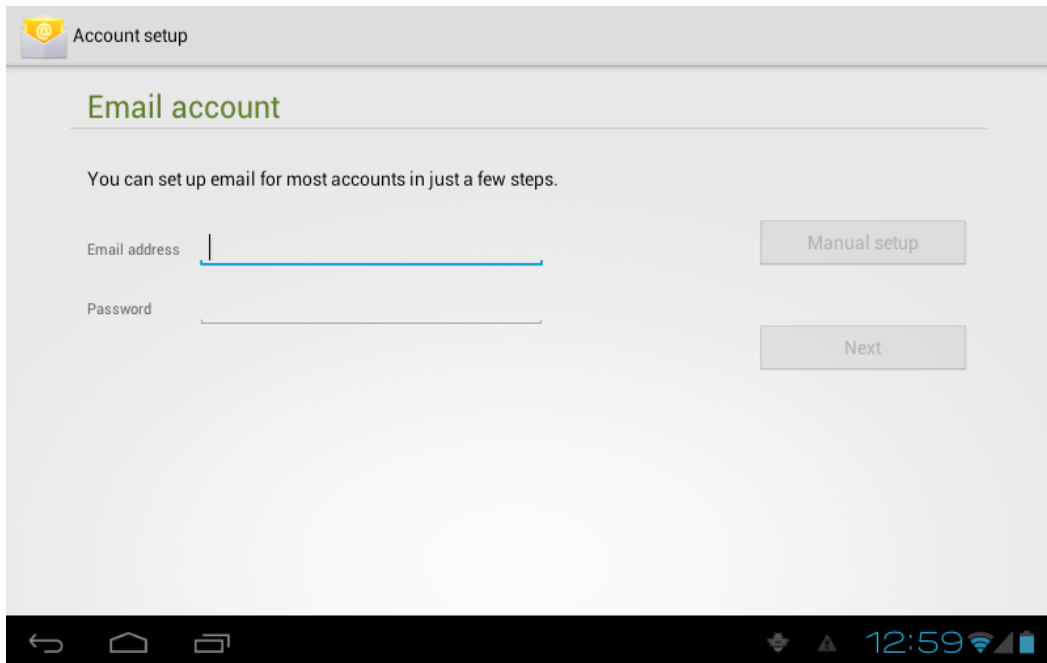 Account setup
Email account
You can set up email for most accounts in just a few steps.
Email address
Manual setup
Password
Next
12:59